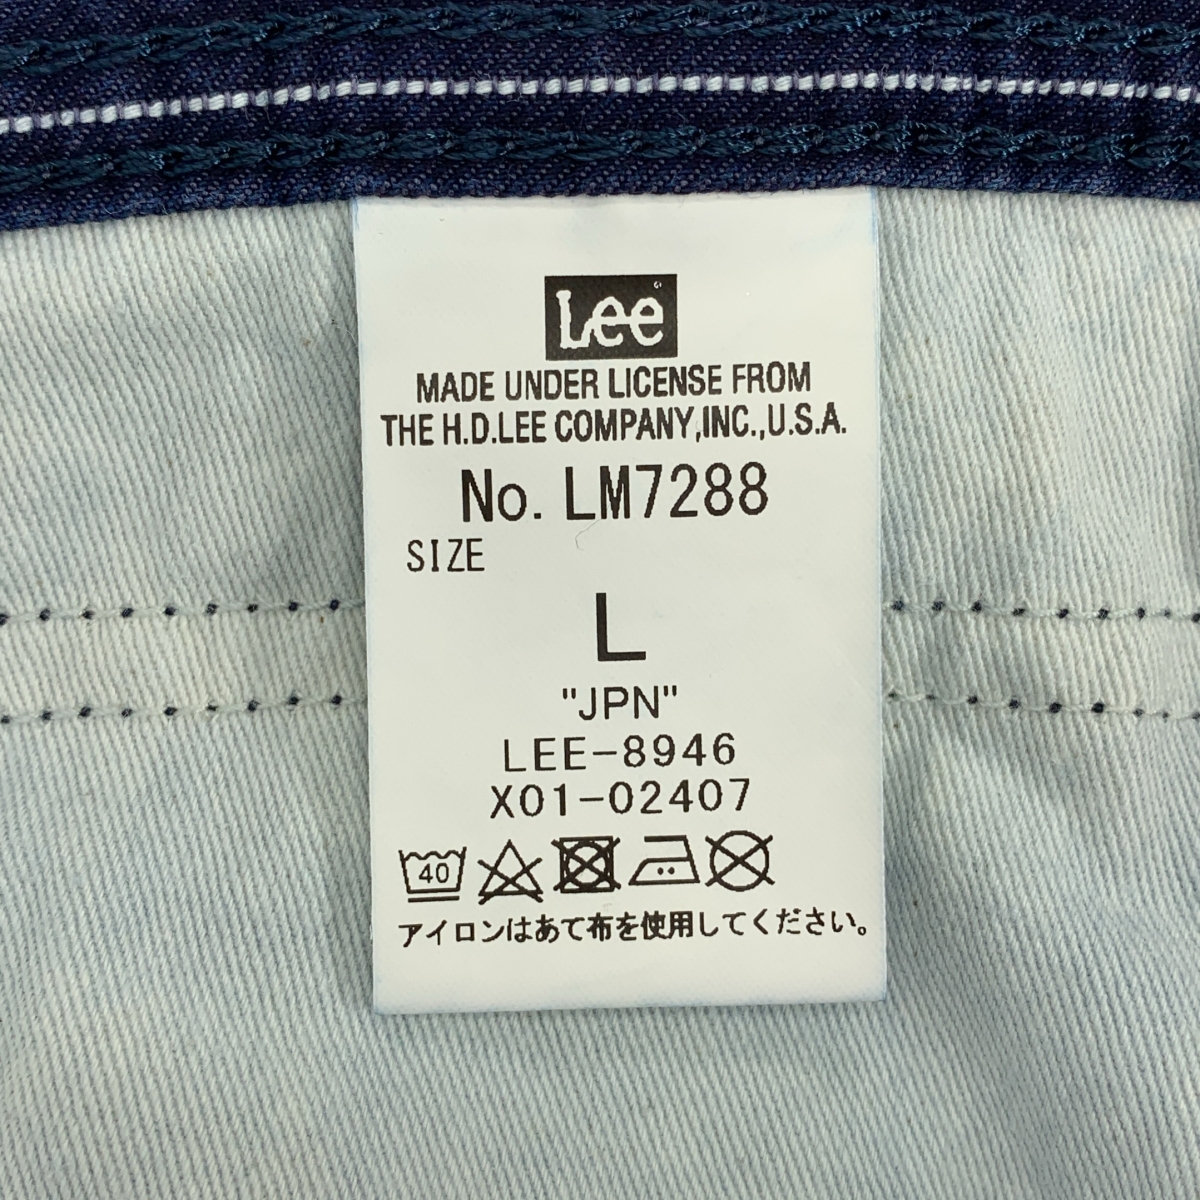 Lee
MADE UNDER LICENSE FROM
THE H.D.LEE COMPANY,INC.,U.S.A.
No. LM7288
SIZE
L
"JPN"
LEE-8946
X01-02407
40
アイロンはあて布を使用してください。